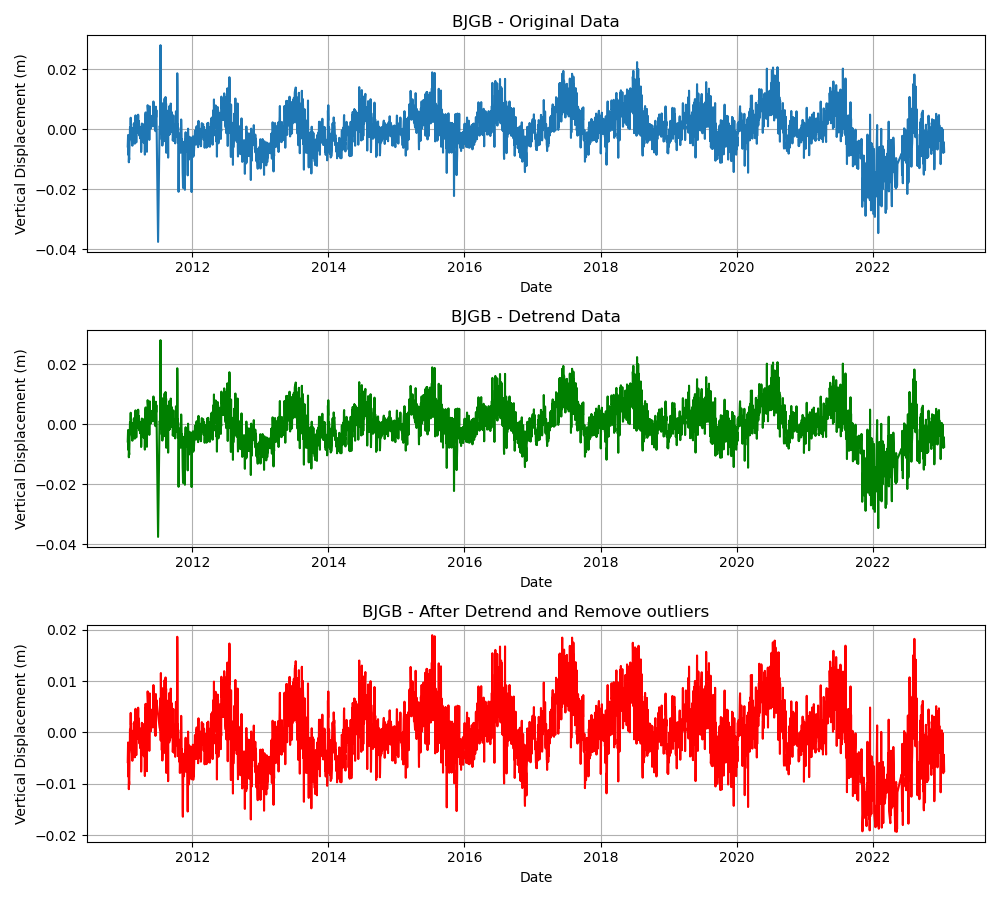 BJGB - Original Data
Vertical Displacement (m)
0.02
0.00
−0.02
−0.04
2012 2014 2016 2018 2020 2022
Date
BJGB - Detrend Data
Vertical Displacement (m)
0.02
0.00
−0.02
−0.04
2012 2014 2016 2018 2020 2022
Date
BJGB - After Detrend and Remove outliers
Vertical Displacement (m)
0.02
0.01
0.00
−0.01
−0.02
2012 2014 2016 2018 2020 2022
Date